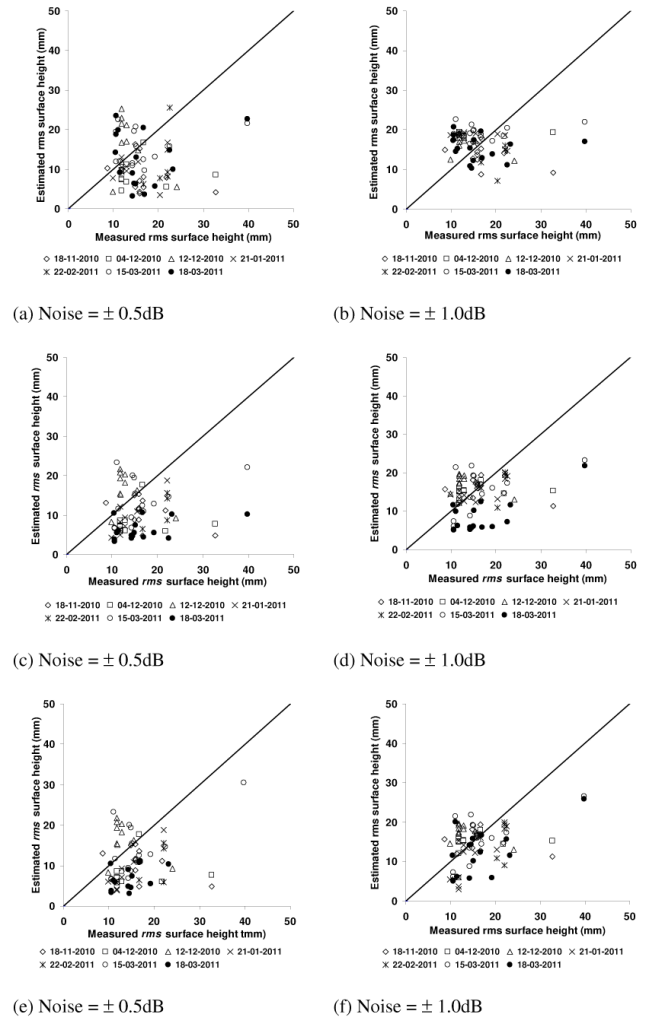 50
40
30
20
10
0
Estimated rms surface height (mm)
0 10 20 30 40 50
Measured rms surface height (mm)
18-11-2010 04-12-2010 12-12-2010 21-01-2011
22-02-2011 15-03-2011 18-03-2011
(a) Noise = ± 0.5dB
50
40
30
20
10
0
Estimated rms surface height (mm)
0 10 20 30 40 50
Measured rms surface height (mm)
18-11-2010 04-12-2010 12-12-2010 21-01-2011
22-02-2011 15-03-2011 18-03-2011
(b) Noise = ± 1.0dB
50
40
30
20
10
0
Estimated rms surface height (mm)
0 10 20 30 40 50
Measured rms surface height (mm)
18-11-2010 04-12-2010 12-12-2010 21-01-2011
22-02-2011 15-03-2011 18-03-2011
(c) Noise = ± 0.5dB
50
40
30
20
10
0
Estimated rms surface height (mm)
0 10 20 30 40 50
Measured rms surface height (mm)
18-11-2010 04-12-2010 12-12-2010 21-01-2011
22-02-2011 15-03-2011 18-03-2011
(d) Noise = ± 1.0dB
50
40
30
20
10
0
Estimated rms surface height (mm)
0 10 20 30 40 50
Measured rms surface height tmm)
18-11-2010 04-12-2010 12-12-2010 21-01-2011
22-02-2011 15-03-2011 18-03-2011
(e) Noise = ± 0.5dB
50
40
30
20
10
0
Estimated rms surface height (mm)
0 10 20 30 40 50
Measured rms surface height (mm)
18-11-2010 04-12-2010 12-12-2010 21-01-2011
22-02-2011 15-03-2011 18-03-2011
(f) Noise = ± 1.0dB